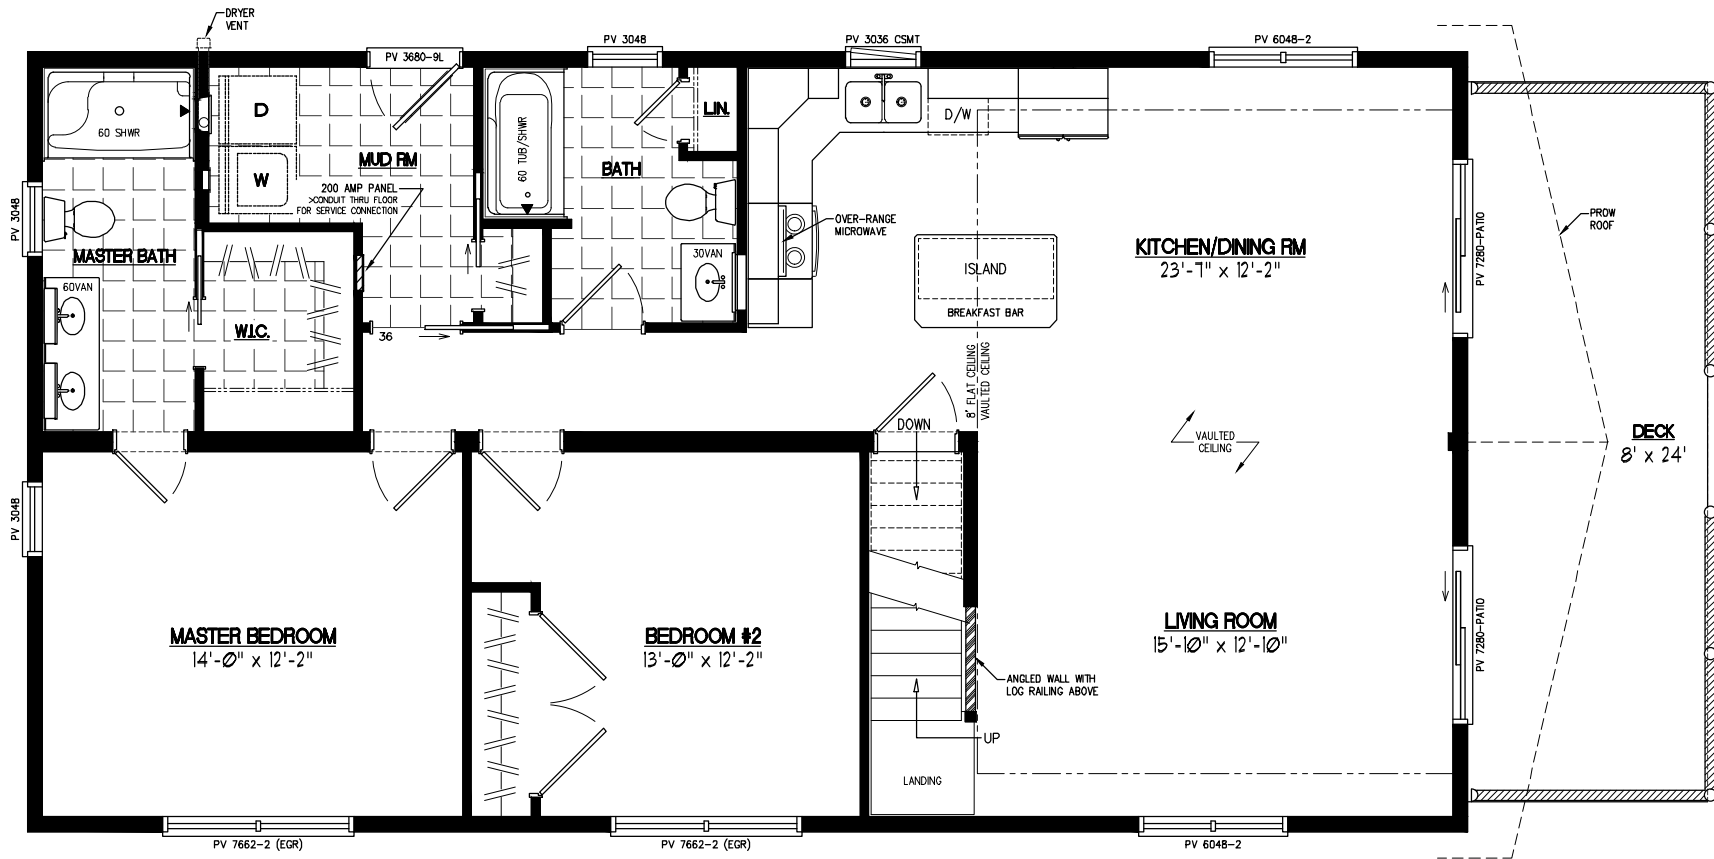 DRYER
VENT
PV 3680-9L
PV 3048
PV 3036 CSMT
PV 6048-2
60 SHWR
D
W
MUD RM
200 AMP PANEL
>CONDUIT THRU FLOOR
FOR SERVICE CONNECTION
60 TUB/SHWR
BATH
LIN.
30VAN
D/W
OVER-RANGE
MICROWAVE
ISLAND
BREAKFAST BAR
KITCHEN/DINING RM
23'-7" x 12'-2"
PV 7280-PATIO
PROW
ROOF
PV 3048
MASTER BATH
60VAN
W.I.C.
36
8' FLAT CEILING
VAULTED CEILING
DOWN
VAULTED
CEILING
DECK
8' x 24'
PV 3048
MASTER BEDROOM
14'-0" x 12'-2"
BEDROOM #2
13'-0" x 12'-2"
LIVING ROOM
15'-10" x 12'-10"
PV 7280-PATIO
ANGLED WALL WITH
LOG RAILING ABOVE
UP
LANDING
PV 7662-2 (EGR)
PV 7662-2 (EGR)
PV 6048-2